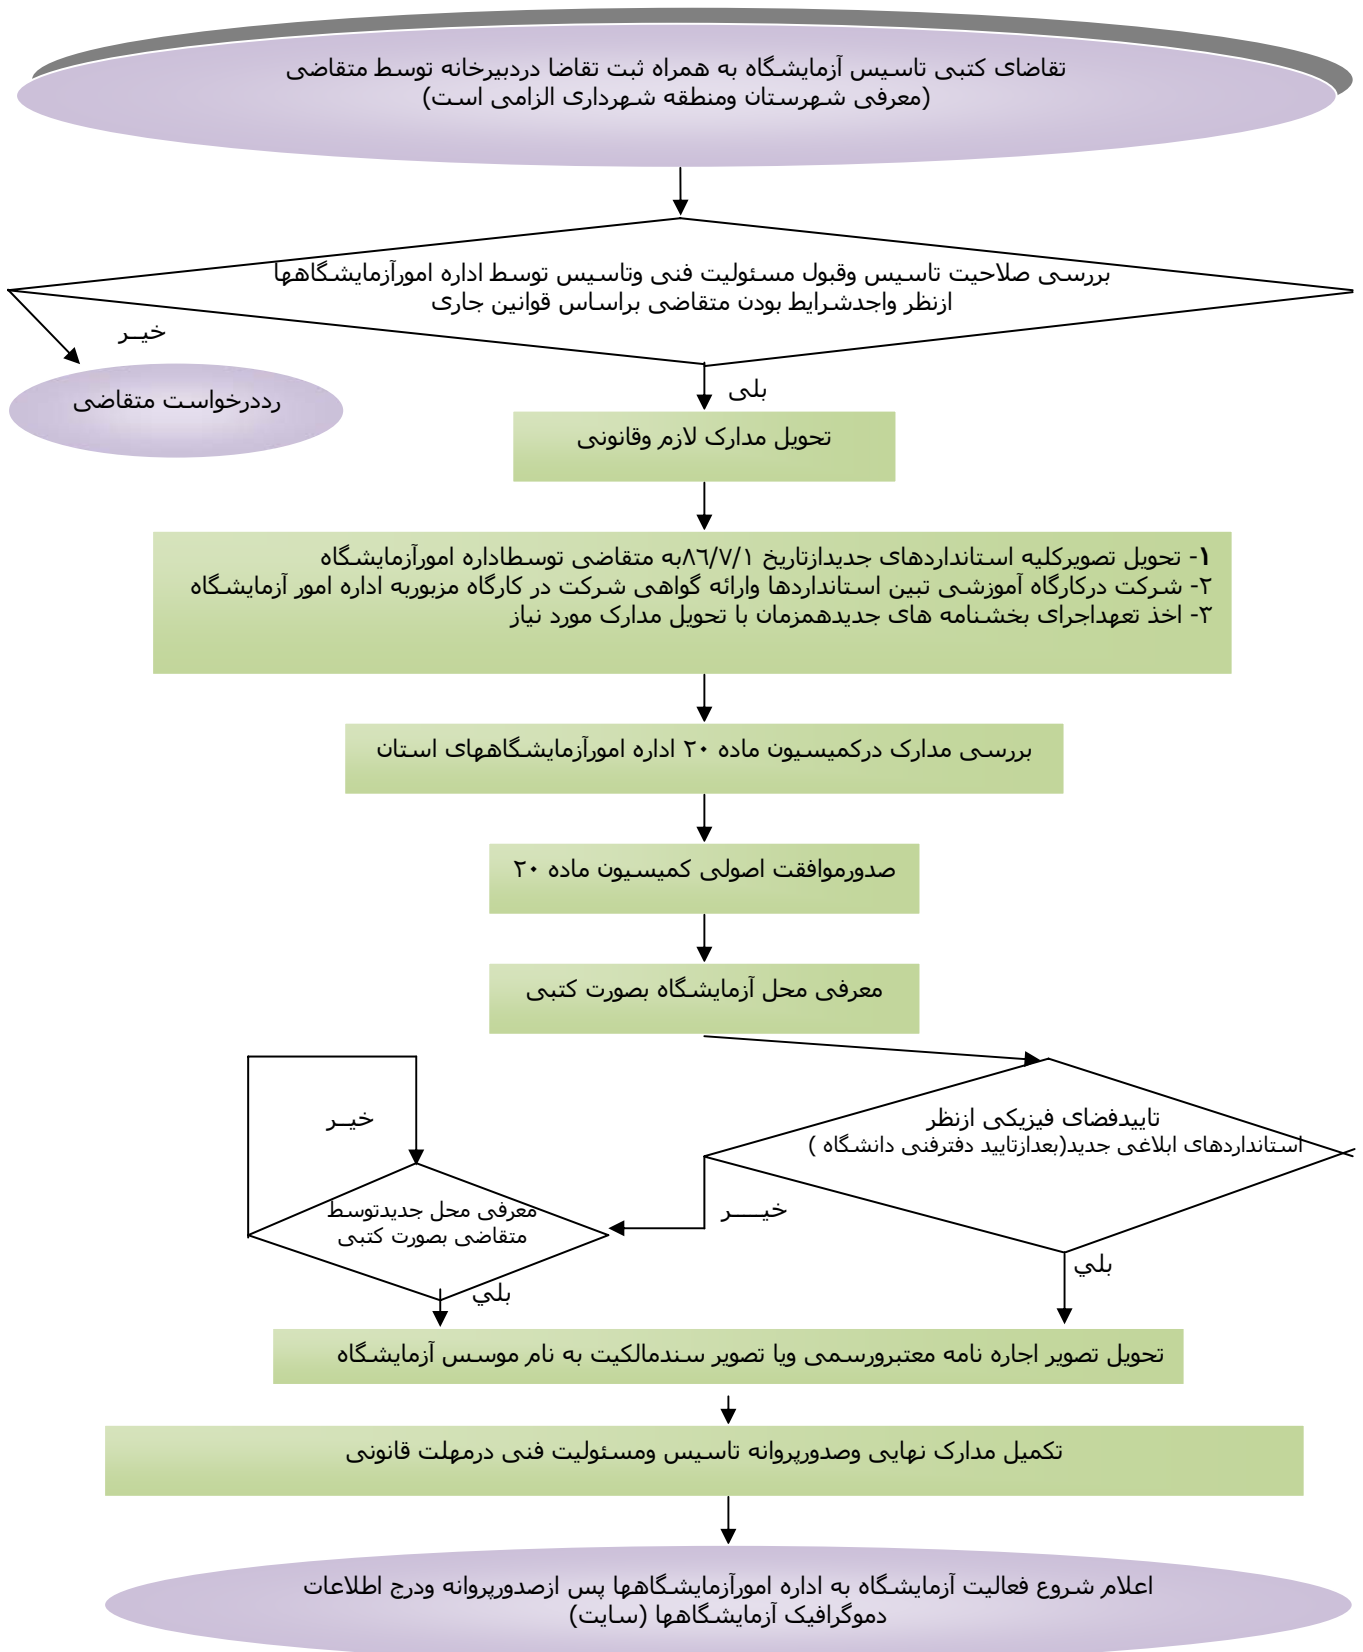 تقاضای کتبی تاسیس آزمایشگاه به همراه ثبت تقاضا دردبیرخانه توسط متقاضی
(معرفی شهرستان ومنطقه شهرداری الزامی است)
بررسی صلاحیت تاسیس وقبول مسئولیت فنی وتاسیس توسط اداره امورآزمایشگاهها
ازنظر واجدشرایط بودن متقاضی براساس قوانین جاری
خیــر
رددرخواست متقاضی
بلی
تحویل مدارک لازم وقانونی
۱- تحویل تصویرکلیه استانداردهای جدیدازتاریخ ۸٦/۷/۱به متقاضی توسطاداره امورآزمایشگاه
۲- شرکت درکارگاه آموزشی تبین استانداردها وارائه گواهی شرکت در کارگاه مزبوربه اداره امور آزمایشگاه
۳- اخذ تعهداجرای بخشنامه های جدیدهمزمان با تحویل مدارک مورد نیاز
بررسی مدارک درکمیسیون ماده ۲۰ اداره امورآزمایشگاههای استان
صدورموافقت اصولی کمیسیون ماده ۲۰
معرفی محل آزمایشگاه بصورت کتبی
تاییدفضای فیزیکی ازنظر
استانداردهای ابلاغی جدید(بعدازتایید دفترفنی دانشگاه )
خیــر
خیــــر
معرفی محل جدیدتوسط
متقاضی بصورت کتبی
بلي
بلي
تحویل تصویر اجاره نامه معتبرورسمی ویا تصویر سندمالکیت به نام موسس آزمایشگاه
تکمیل مدارک نهایی وصدورپروانه تاسیس ومسئولیت فنی درمهلت قانونی
اعلام شروع فعالیت آزمایشگاه به اداره امورآزمایشگاهها پس ازصدورپروانه ودرج اطلاعات
دموگرافیک آزمایشگاهها (سایت)